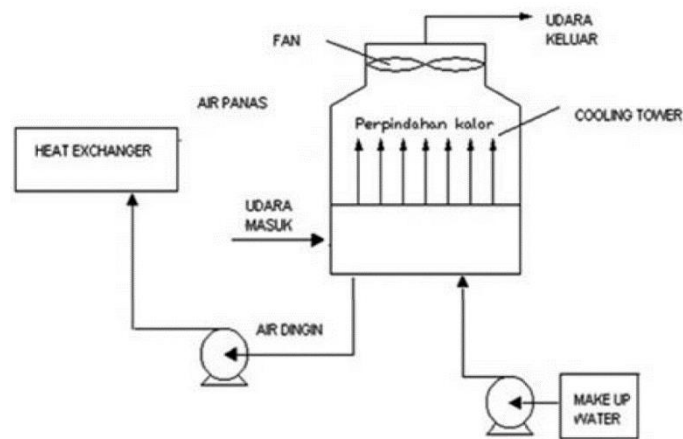 UDARA
KELUAR
FAN
AIR PANAS
Perpindahan kalor
COOLING TOWER
HEAT EXCHANGER
UDARA
MASUK
AIR DINGIN
MAKE UP
WATER